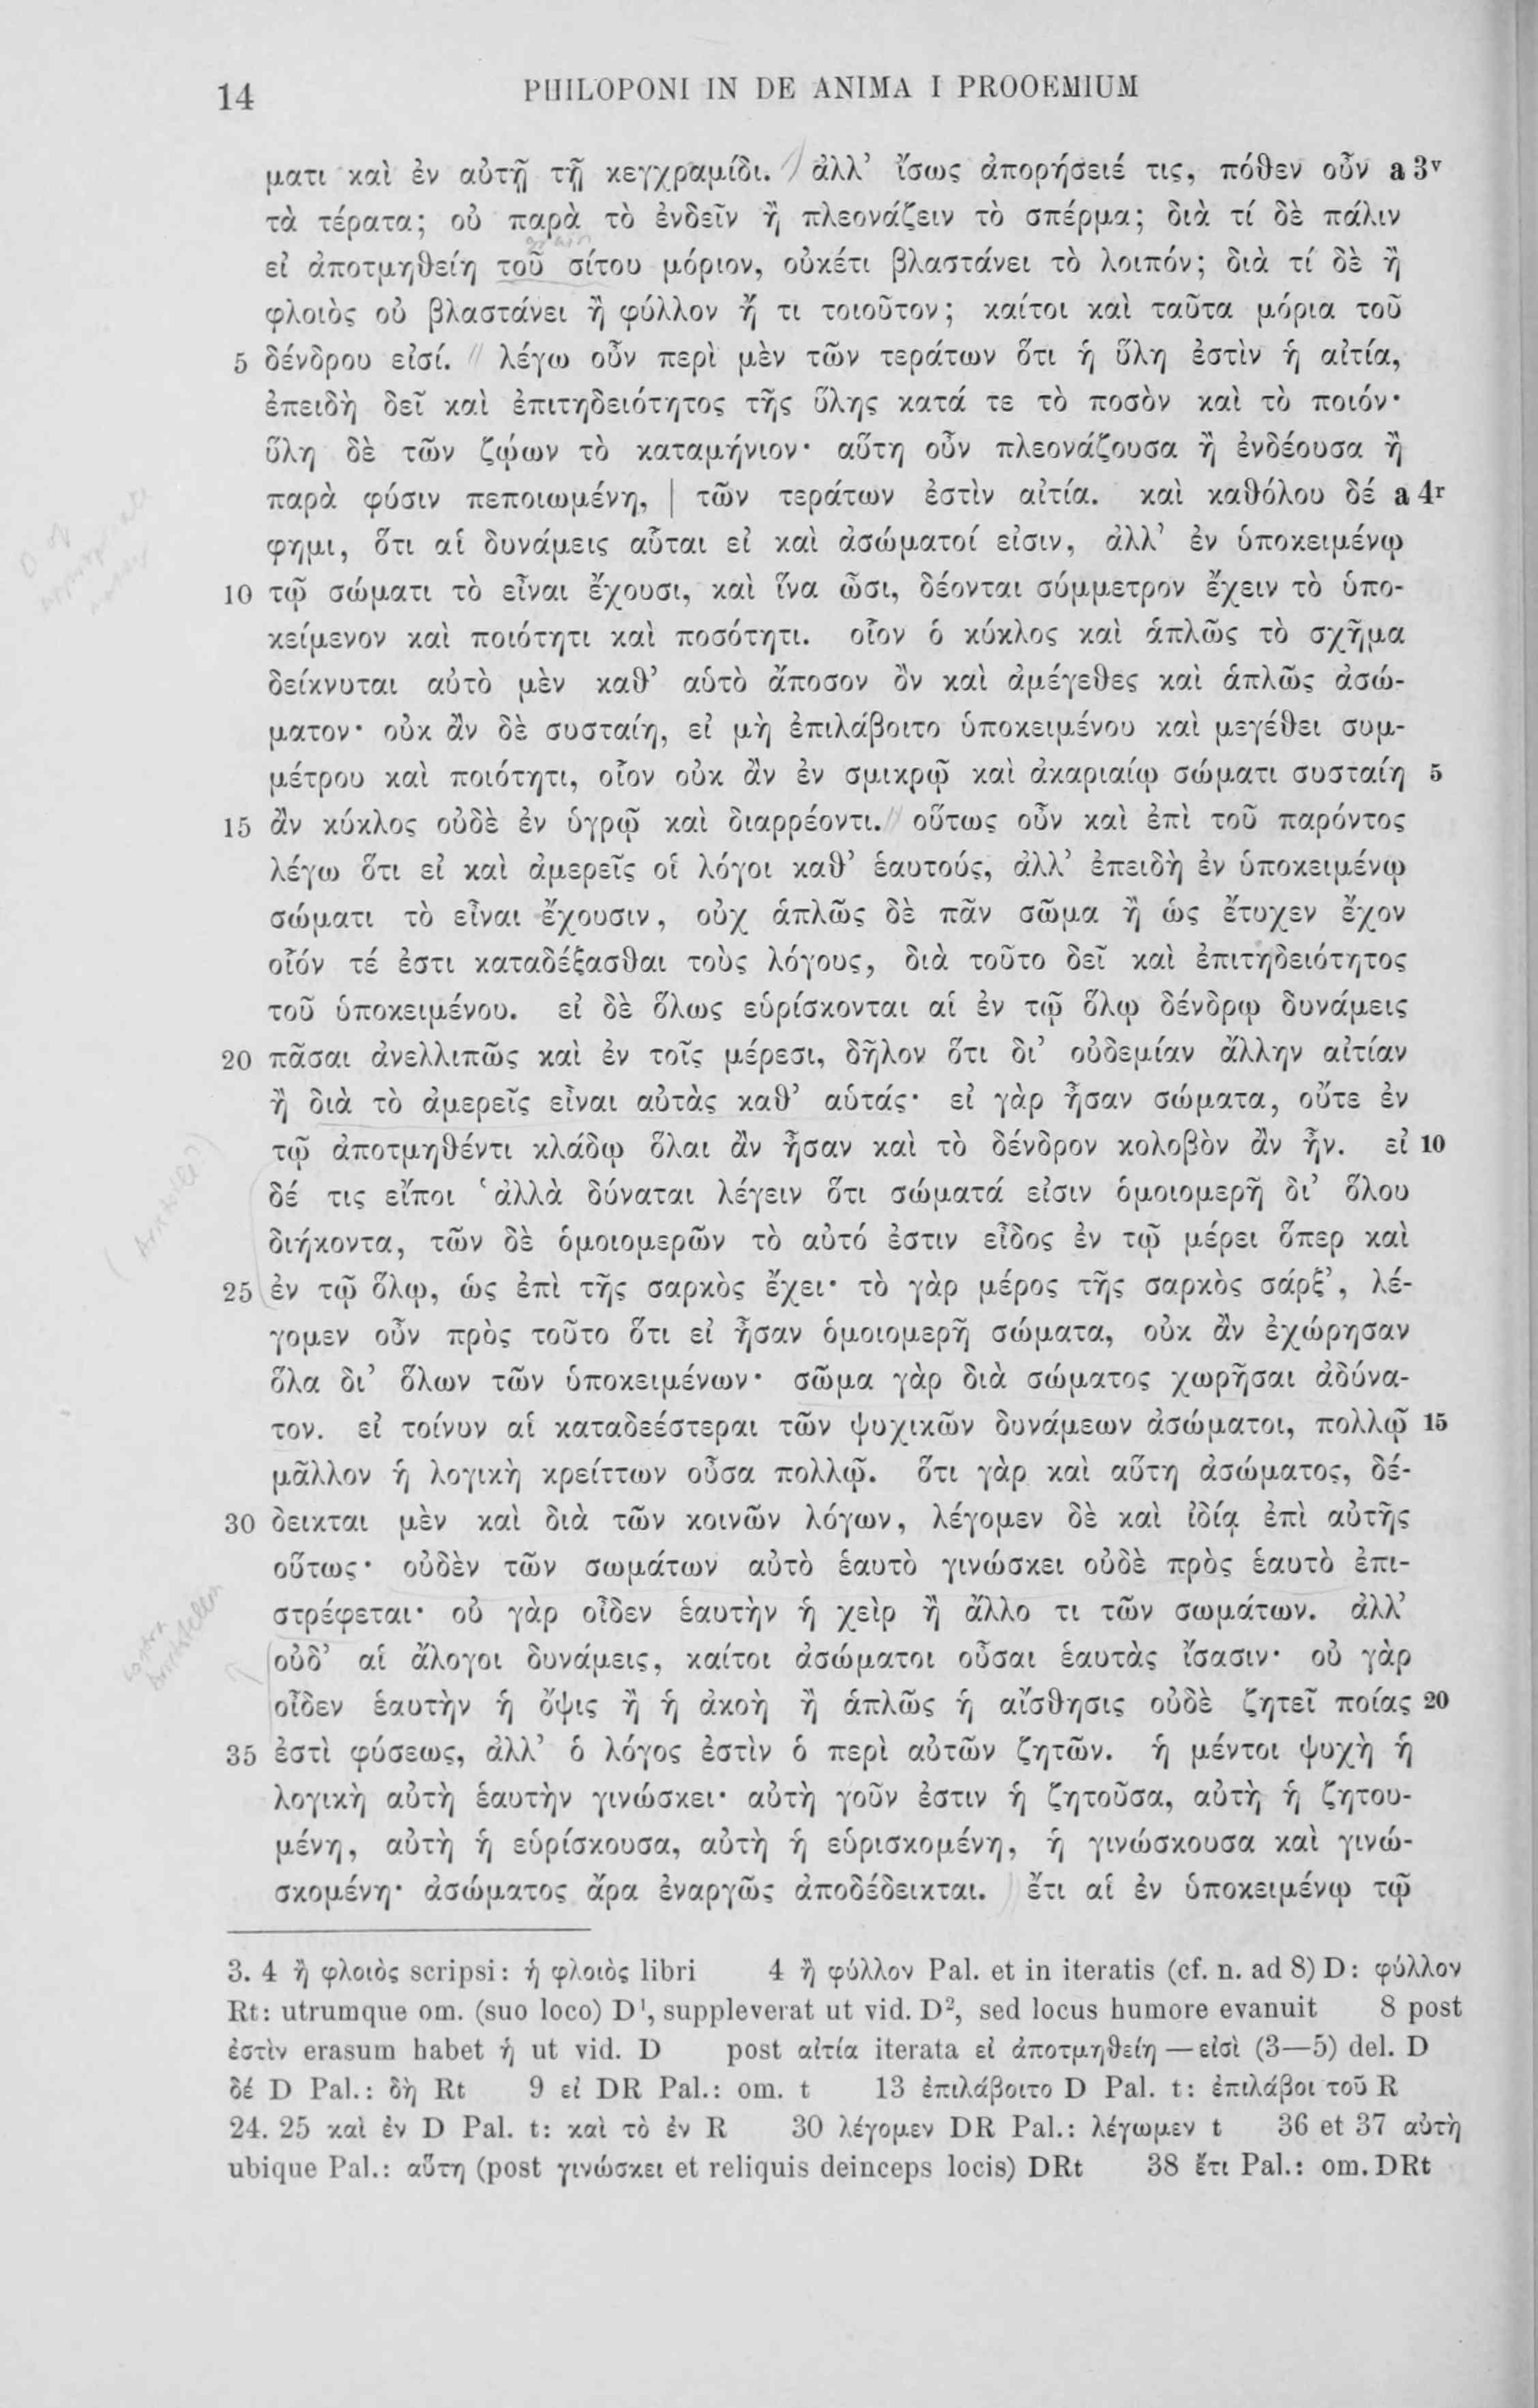 14 PHILOPONI IN DE ANIMA I PROOEMIUM
ματι καὶ ἐν αὐτῇ τῇ κεγχραμίδι. ἀλλ’ ἴσως ἀπορήσειέ τις, πόθεν οὖν a 3v
τὰ τέρατα; οὐ παρὰ τὸ ἐνδεῖν ἢ πλεονάζειν τὸ σπέρμα; διὰ τί δὲ πάλιν
εἰ ἀποτμηθείη τοῦ σίτου μόριον, οὐκέτι βλαστάνει τὸ λοιπόν; διὰ τί δὲ ἢ
φλοιὸς οὐ βλαστάνει ἢ φύλλον ἤ τι τοιοῦτον; καίτοι καὶ ταῦτα μόρια τοῦ
5 δένδρου εἰσί. λέγω οὖν περὶ μὲν τῶν τεράτων ὅτι ἡ ὕλη ἐστὶν ἡ αἰτία,
ἐπειδὴ δεῖ καὶ ἐπιτηδειότητος τῆς ὕλης κατά τε τὸ ποσὸν καὶ τὸ ποιόν·
ὕλη δὲ τῶν ζῴων τὸ καταμήνιον· αὕτη οὖν πλεονάζουσα ἢ ἐνδέουσα ἢ
παρὰ φύσιν πεποιωμένη, | τῶν τεράτων ἐστὶν αἰτία. καὶ καθόλου δέ a 4r
φημι, ὅτι αἱ δυνάμεις αὗται εἰ καὶ ἀσώματοί εἰσιν, ἀλλ’ ἐν ὑποκειμένῳ
10 τῷ σώματι τὸ εἶναι ἔχουσι, καὶ ἵνα ὦσι, δέονται σύμμετρον ἔχειν τὸ ὑπο-
κείμενον καὶ ποιότητι καὶ ποσότητι. οἷον ὁ κύκλος καὶ ἁπλῶς τὸ σχῆμα
δείκνυται αὐτὸ μὲν καθ’ αὑτὸ ἄποσον ὂν καὶ ἀμέγεθες καὶ ἁπλῶς ἀσώ-
ματον· οὐκ ἂν δὲ συσταίη, εἰ μὴ ἐπιλάβοιτο ὑποκειμένου καὶ μεγέθει συμ-
μέτρου καὶ ποιότητι, οἷον οὐκ ἂν ἐν σμικρῷ καὶ ἀκαριαίῳ σώματι συσταίη 5
15 ἂν κύκλος οὐδὲ ἐν ὑγρῷ καὶ διαρρέοντι. οὕτως οὖν καὶ ἐπὶ τοῦ παρόντος
λέγω ὅτι εἰ καὶ ἀμερεῖς οἱ λόγοι καθ’ ἑαυτούς, ἀλλ’ ἐπειδὴ ἐν ὑποκειμένῳ
σώματι τὸ εἶναι ἔχουσιν, οὐχ ἁπλῶς δὲ πᾶν σῶμα ἢ ὡς ἔτυχεν ἔχον
οἷόν τέ ἐστι καταδέξασθαι τοὺς λόγους, διὰ τοῦτο δεῖ καὶ ἐπιτηδειότητος
τοῦ ὑποκειμένου. εἰ δὲ ὅλως εὑρίσκονται αἱ ἐν τῷ ὅλῳ δένδρῳ δυνάμεις
20 πᾶσαι ἀνελλιπῶς καὶ ἐν τοῖς μέρεσι, δῆλον ὅτι δι’ οὐδεμίαν ἄλλην αἰτίαν
ἢ διὰ τὸ ἀμερεῖς εἶναι αὐτὰς καθ’ αὑτάς· εἰ γὰρ ἦσαν σώματα, οὔτε ἐν
τῷ ἀποτμηθέντι κλάδῳ ὅλαι ἂν ἦσαν καὶ τὸ δένδρον κολοβὸν ἂν ἦν. εἰ 10
δέ τις εἴποι ‘ἀλλὰ δύναται λέγειν ὅτι σώματά εἰσιν ὁμοιομερῆ δι’ ὅλου
διήκοντα, τῶν δὲ ὁμοιομερῶν τὸ αὐτό ἐστιν εἶδος ἐν τῷ μέρει ὅπερ καὶ
25 ἐν τῷ ὅλῳ, ὡς ἐπὶ τῆς σαρκὸς ἔχει· τὸ γὰρ μέρος τῆς σαρκὸς σάρξ’, λέ-
γομεν οὖν πρὸς τοῦτο ὅτι εἰ ἦσαν ὁμοιομερῆ σώματα, οὐκ ἂν ἐχώρησαν
ὅλα δι’ ὅλων τῶν ὑποκειμένων· σῶμα γὰρ διὰ σώματος χωρῆσαι ἀδύνα-
τον. εἰ τοίνυν αἱ καταδεέστεραι τῶν ψυχικῶν δυνάμεων ἀσώματοι, πολλῷ 15
μᾶλλον ἡ λογικὴ κρείττων οὖσα πολλῷ. ὅτι γὰρ καὶ αὕτη ἀσώματος, δέ-
30 δεικται μὲν καὶ διὰ τῶν κοινῶν λόγων, λέγομεν δὲ καὶ ἰδίᾳ ἐπὶ αὐτῆς
οὕτως· οὐδὲν τῶν σωμάτων αὐτὸ ἑαυτὸ γινώσκει οὐδὲ πρὸς ἑαυτὸ ἐπι-
στρέφεται· οὐ γὰρ οἶδεν ἑαυτὴν ἡ χεὶρ ἢ ἄλλο τι τῶν σωμάτων. ἀλλ’
οὐδ’ αἱ ἄλογοι δυνάμεις, καίτοι ἀσώματοι οὖσαι ἑαυτὰς ἴσασιν· οὐ γὰρ
οἶδεν ἑαυτὴν ἡ ὄψις ἢ ἡ ἀκοὴ ἢ ἁπλῶς ἡ αἴσθησις οὐδὲ ζητεῖ ποίας 20
35 ἐστὶ φύσεως, ἀλλ’ ὁ λόγος ἐστὶν ὁ περὶ αὐτῶν ζητῶν. ἡ μέντοι ψυχὴ ἡ
λογικὴ αὐτὴ ἑαυτὴν γινώσκει· αὐτὴ γοῦν ἐστιν ἡ ζητοῦσα, αὐτὴ ἡ ζητου-
μένη, αὐτὴ ἡ εὑρίσκουσα, αὐτὴ ἡ εὑρισκομένη, ἡ γινώσκουσα καὶ γινω-
σκομένη· ἀσώματος ἄρα ἐναργῶς ἀποδέδεικται. ἔτι αἱ ἐν ὑποκειμένῳ τῷ
3. 4 ἢ φλοιὸς scripsi: ἡ φλοιὸς libri 4 ἢ φύλλον Pal. et in iteratis (cf. n. ad 8) D: φύλλον
Rt: utrumque om. (suo loco) D¹, suppleverat ut vid. D², sed locus humore evanuit 8 post
ἐστὶν erasum habet ἡ ut vid. D post αἰτία iterata εἰ ἀποτμηθείη — εἰσὶ (3—5) del. D
δέ D Pal.: δὴ Rt 9 εἰ DR Pal.: om. t 13 ἐπιλάβοιτο D Pal. t: ἐπιλάβοι τοῦ R
24. 25 καὶ ἐν D Pal. t: καὶ τὸ ἐν R 30 λέγομεν DR Pal.: λέγωμεν t 36 et 37 αὐτὴ
ubique Pal.: αὕτη (post γινώσκει et reliquis deinceps locis) DRt 38 ἔτι Pal.: om. DRt